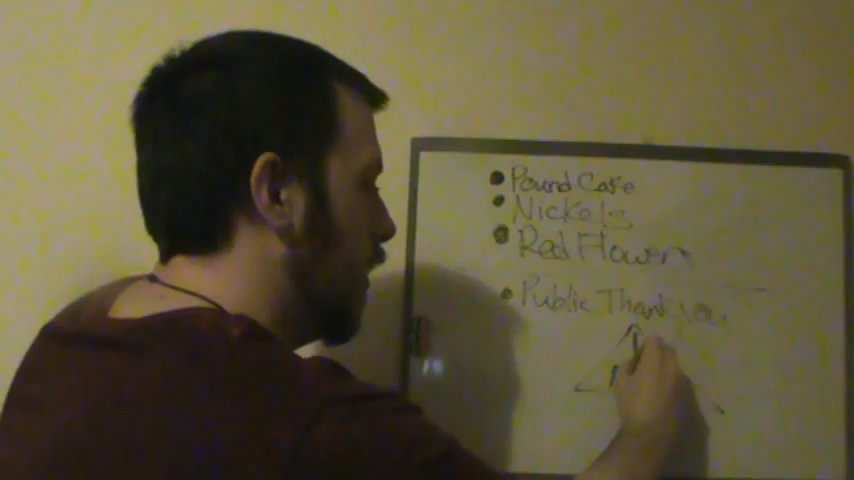 • Pound Cake
• Nickels
• Red Flowers
• Public Thank you